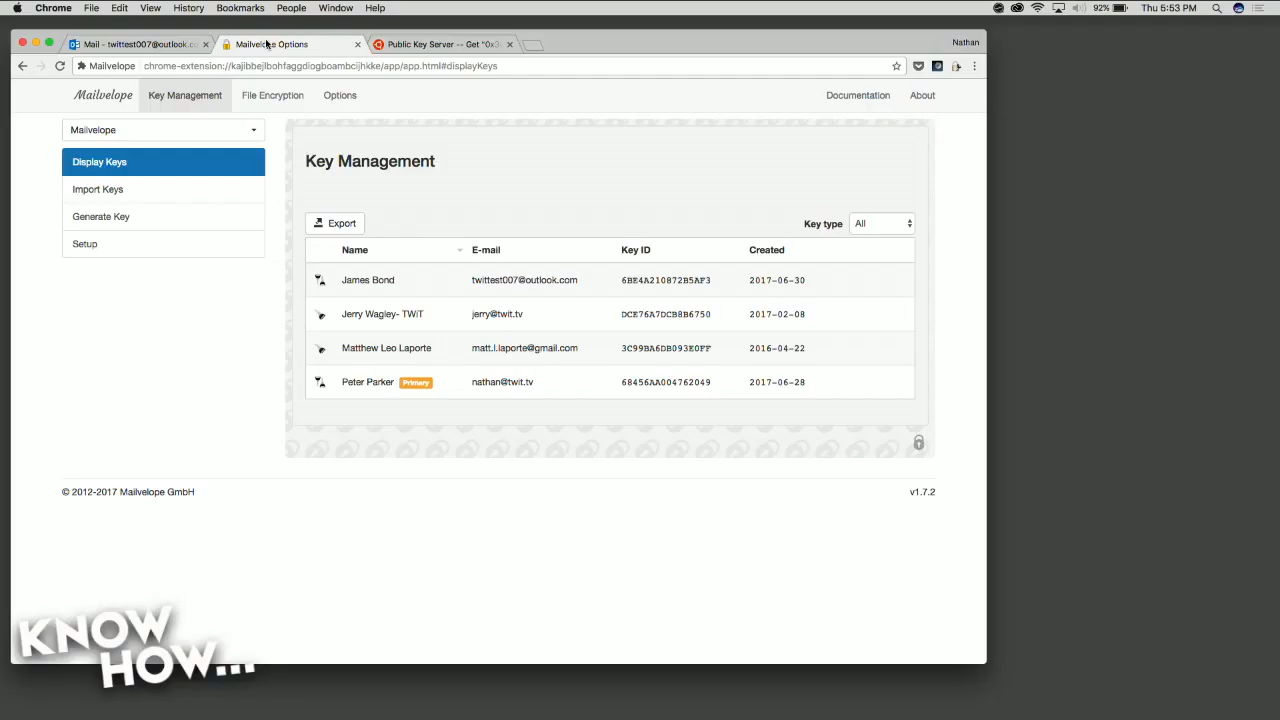 Chrome File Edit View History Bookmarks People Window Help 92% Thu 5:53 PM
Mail - twittest007@outlook.co Mailvelope Options Public Key Server -- Get "0x3 Nathan
Mailvelope chrome-extension://kajibbejlbohfaggdiogboambcijhkke/app/app.html#displayKeys
Mailvelope Key Management File Encryption Options Documentation About
Mailvelope
Display Keys
Import Keys
Generate Key
Setup
Key Management
Export Key type All
Name E-mail Key ID Created
James Bond twittest007@outlook.com 6BE4A210872B5AF3 2017-06-30
Jerry Wagley- TWiT jerry@twit.tv DCE76A7DCB8B6750 2017-02-08
Matthew Leo Laporte matt.l.laporte@gmail.com 3C99BA6DB093E0FF 2016-04-22
Peter Parker Primary nathan@twit.tv 68456AA004762049 2017-06-28
© 2012-2017 Mailvelope GmbH v1.7.2
KNOW
HOW...